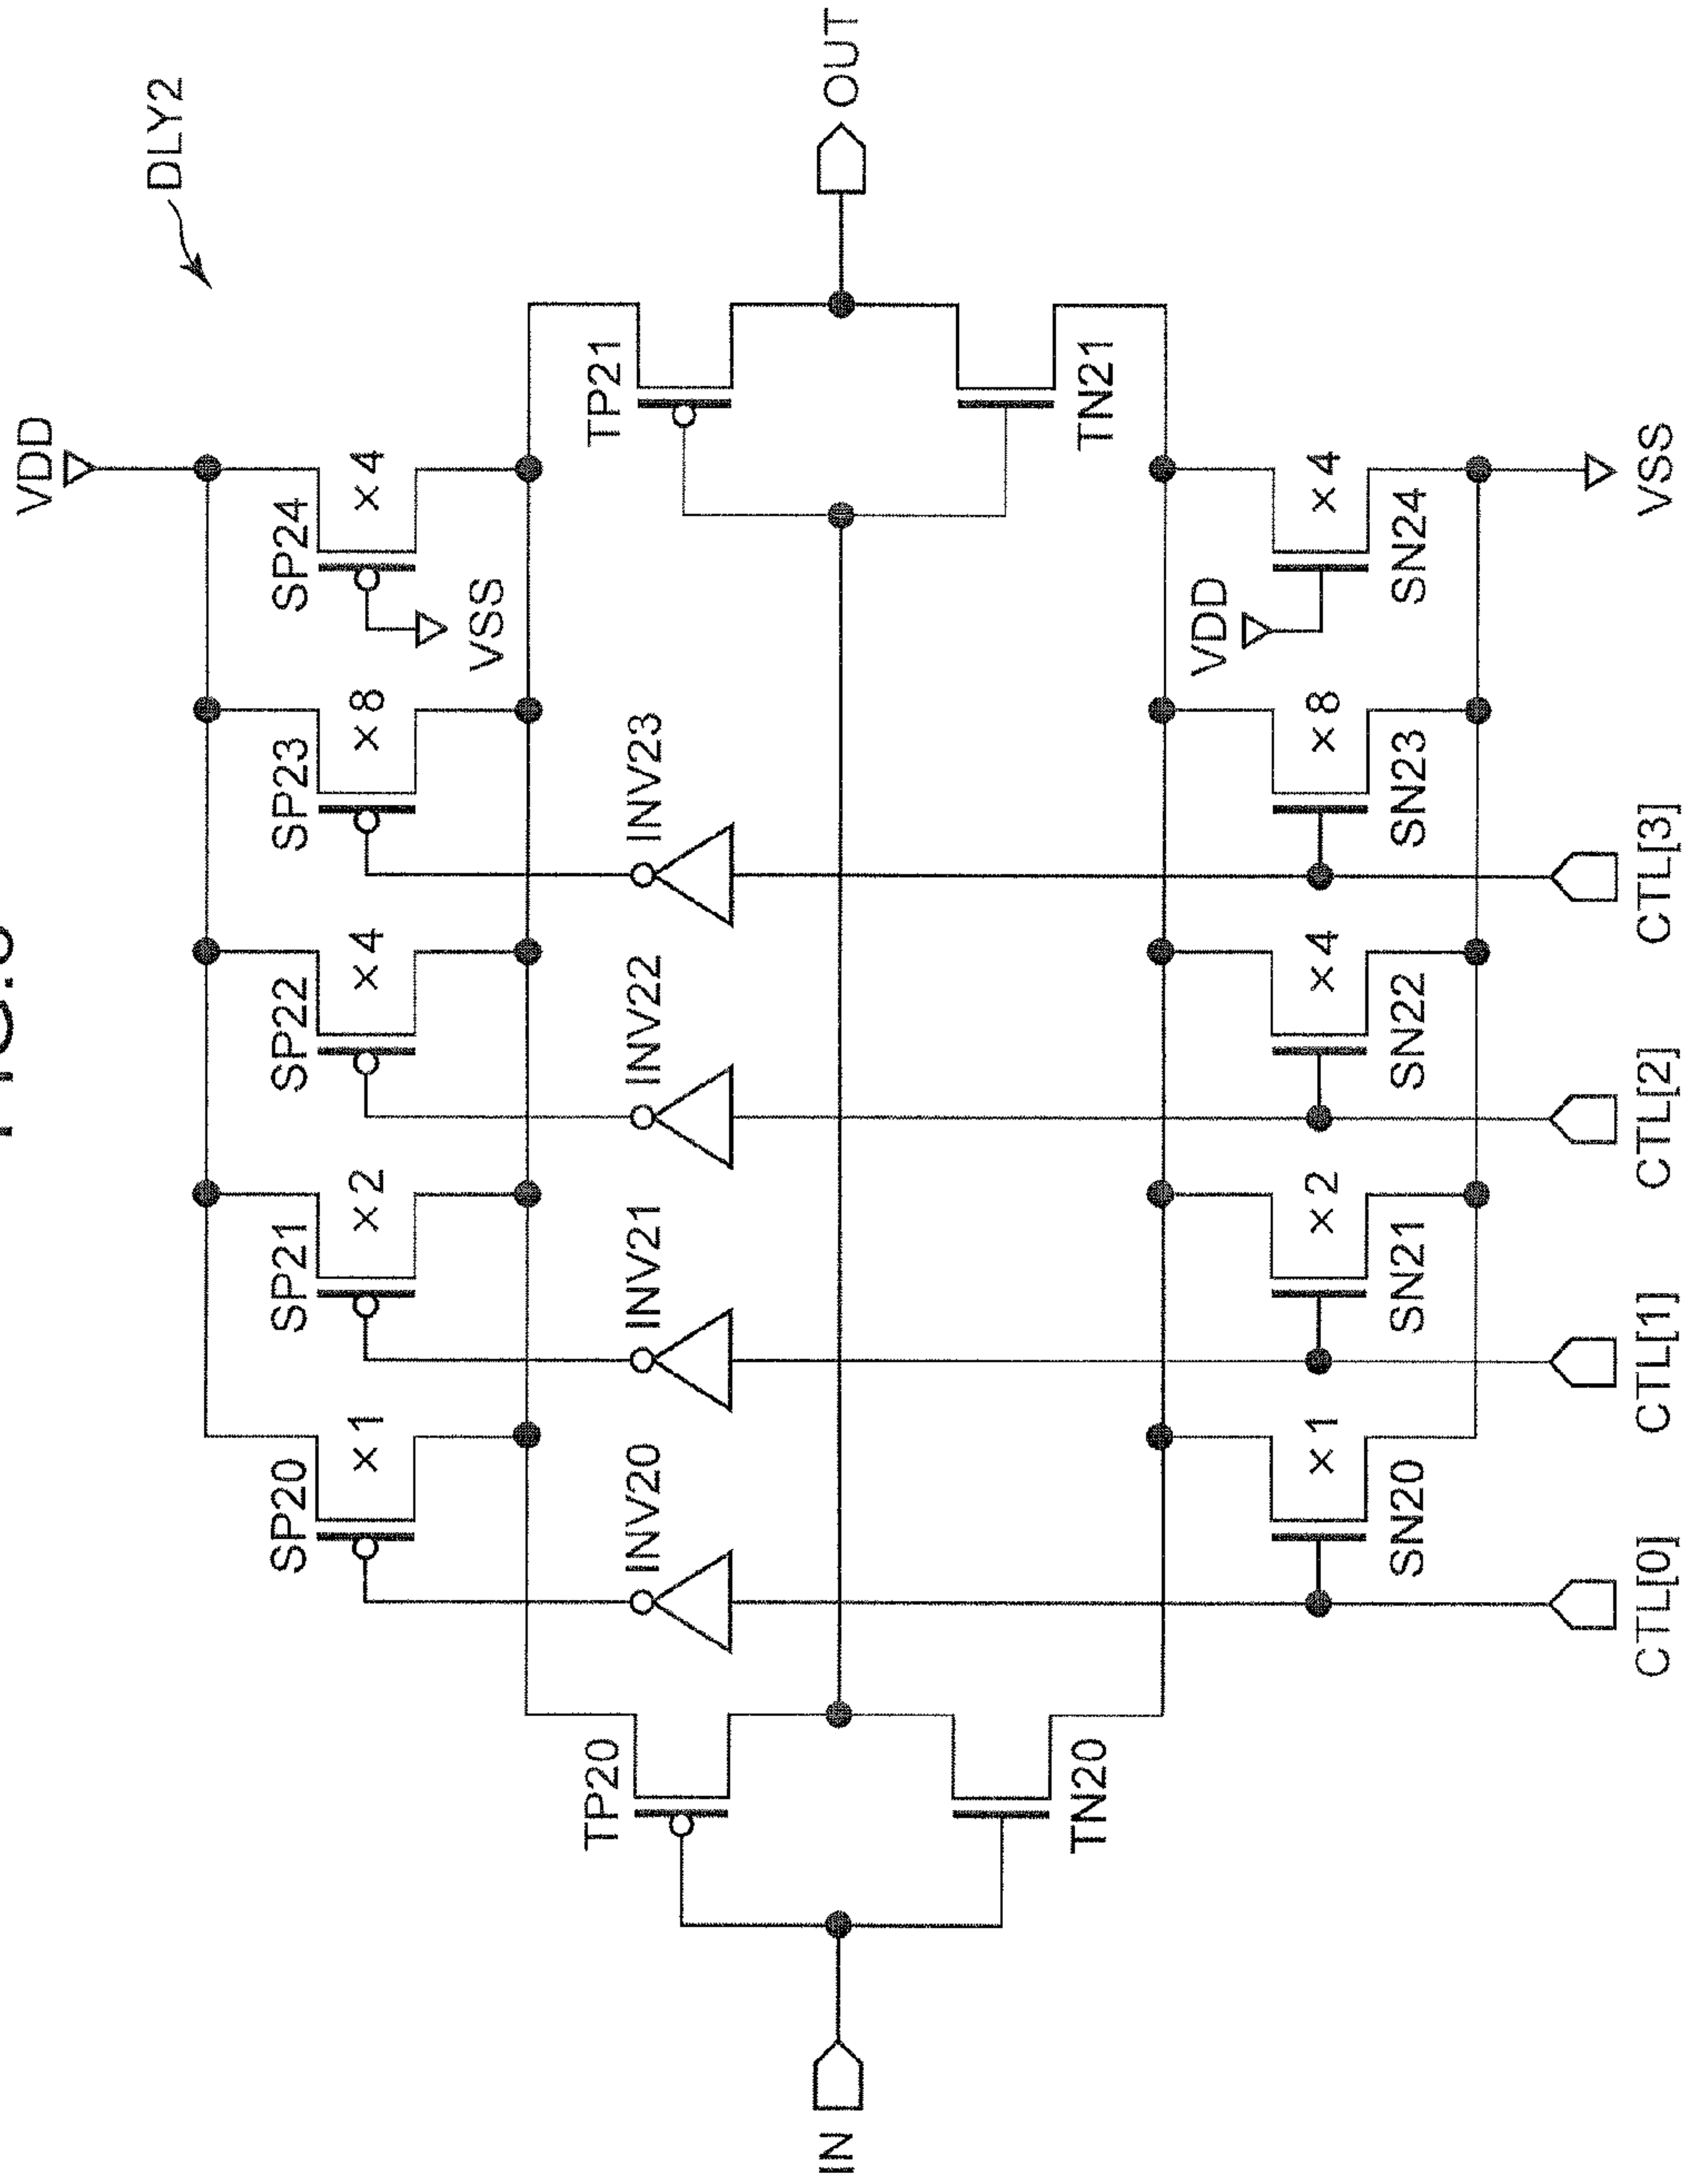 VDD
DLY2
SP20
SP21
SP22
SP23
SP24
×1
×2
×4
×8
×4
VSS
TP20
TP21
INV20
INV21
INV22
INV23
IN
OUT
TN20
TN21
VDD
×1
×2
×4
×8
×4
SN20
SN21
SN22
SN23
SN24
CTL[0]
CTL[1]
CTL[2]
CTL[3]
VSS